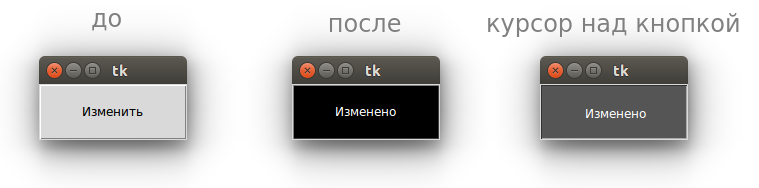 до
после
курсор над кнопкой
tk
tk
tk
Изменить
Изменено
Изменено